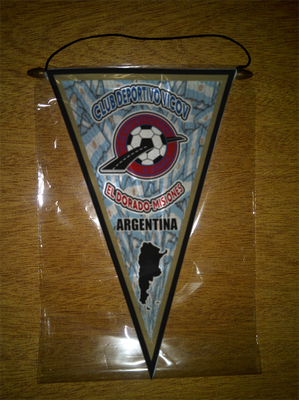 CLUB DEPORTIVO VICOV
EL DORADO-MISIONES
ARGENTINA